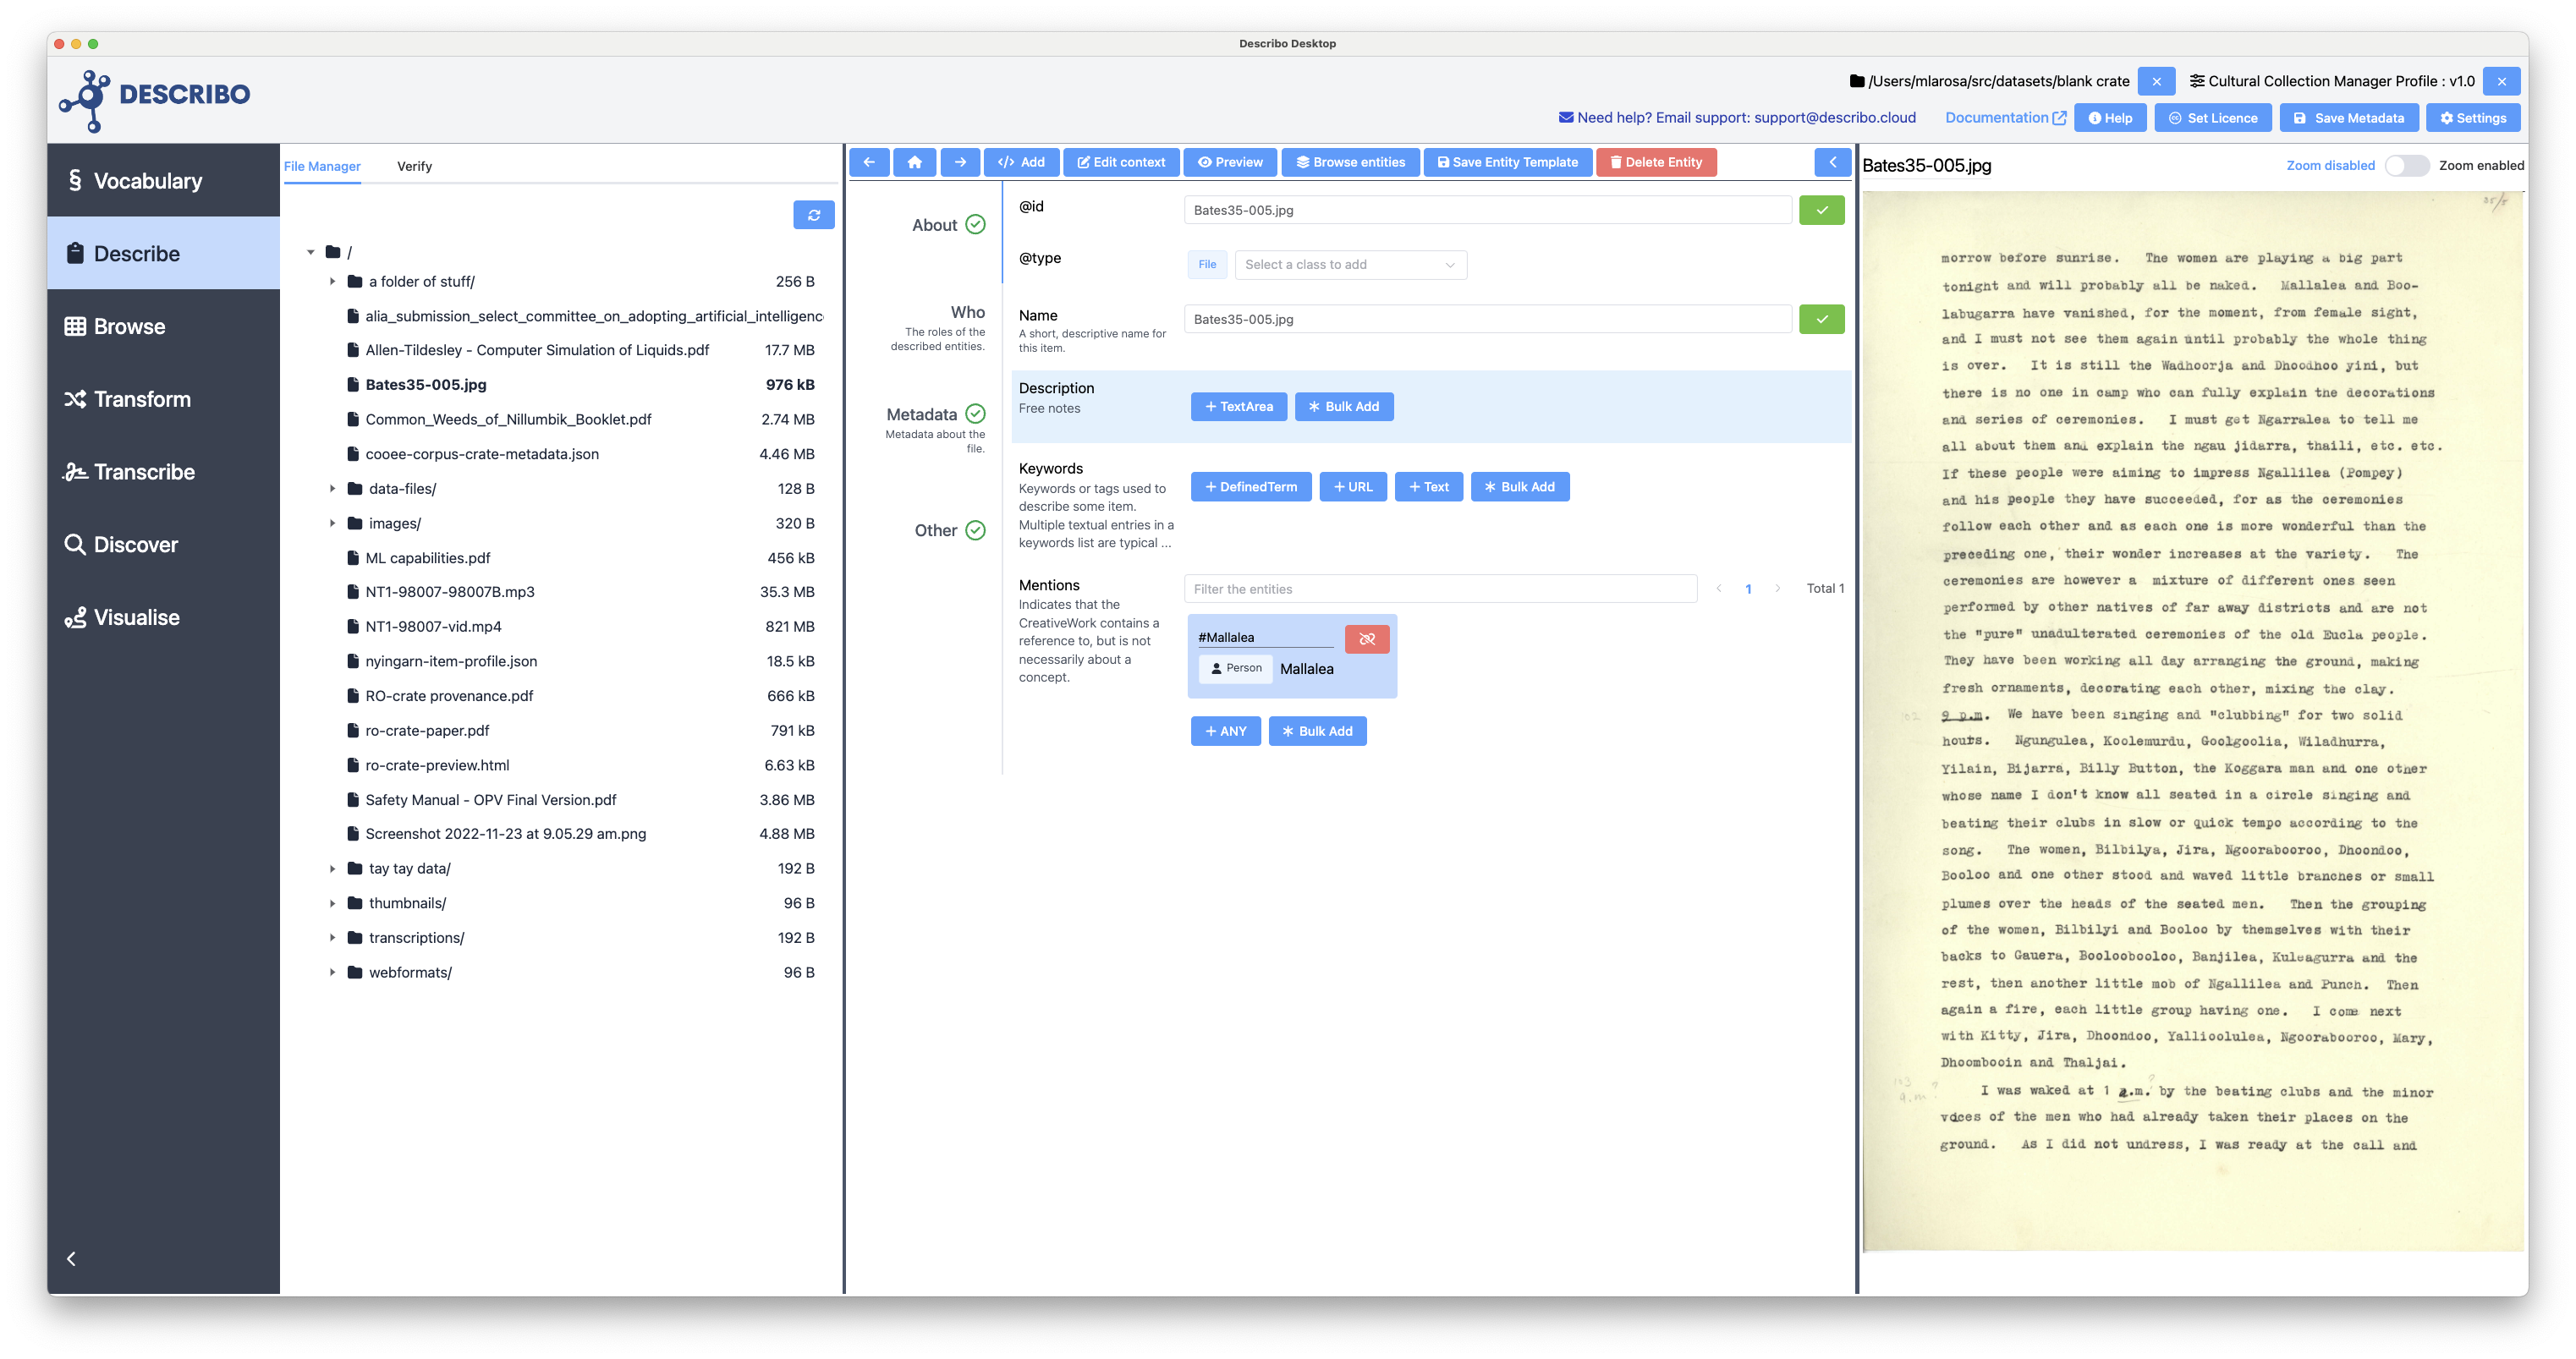 Describo Desktop
DESCRIBO
/Users/mlarosa/src/datasets/blank crate
Cultural Collection Manager Profile : v1.0
Need help? Email support: support@describo.cloud
Documentation
Help
Set Licence
Save Metadata
Settings
Vocabulary
Describe
Browse
Transform
Transcribe
Discover
Visualise
File Manager
Verify
/
a folder of stuff/ 256 B
alia_submission_select_committee_on_adopting_artificial_intelligenc
Allen-Tildesley - Computer Simulation of Liquids.pdf 17.7 MB
Bates35-005.jpg 976 kB
Common_Weeds_of_Nillumbik_Booklet.pdf 2.74 MB
cooee-corpus-crate-metadata.json 4.46 MB
data-files/ 128 B
images/ 320 B
ML capabilities.pdf 456 kB
NT1-98007-98007B.mp3 35.3 MB
NT1-98007-vid.mp4 821 MB
nyingarn-item-profile.json 18.5 kB
RO-crate provenance.pdf 666 kB
ro-crate-paper.pdf 791 kB
ro-crate-preview.html 6.63 kB
Safety Manual - OPV Final Version.pdf 3.86 MB
Screenshot 2022-11-23 at 9.05.29 am.png 4.88 MB
tay tay data/ 192 B
thumbnails/ 96 B
transcriptions/ 192 B
webformats/ 96 B
</> Add
Edit context
Preview
Browse entities
Save Entity Template
Delete Entity
About
Who
The roles of the
described entities.
Metadata
Metadata about the
file.
Other
@id
Bates35-005.jpg
@type
File
Select a class to add
Name
A short, descriptive name for
this item.
Bates35-005.jpg
Description
Free notes
+ TextArea
Bulk Add
Keywords
Keywords or tags used to
describe some item.
Multiple textual entries in a
keywords list are typical ...
+ DefinedTerm
+ URL
+ Text
Bulk Add
Mentions
Indicates that the
CreativeWork contains a
reference to, but is not
necessarily about a
concept.
Filter the entities
1
Total 1
#Mallalea
Person
Mallalea
+ ANY
Bulk Add
Bates35-005.jpg
Zoom disabled
Zoom enabled
35/5
morrow before sunrise. The women are playing a big part
tonight and will probably all be naked. Mallalea and Boo-
labugarra have vanished, for the moment, from female sight,
and I must not see them again until probably the whole thing
is over. It is still the Wadhoorja and Dhoodhoo yini, but
there is no one in camp who can fully explain the decorations
and series of ceremonies. I must get Ngarralea to tell me
all about them and explain the ngau jidarra, thaili, etc. etc.
If these people were aiming to impress Ngallilea (Pompey)
and his people they have succeeded, for as the ceremonies
follow each other and as each one is more wonderful than the
preceding one, their wonder increases at the variety. The
ceremonies are however a mixture of different ones seen
performed by other natives of far away districts and are not
the "pure" unadulterated ceremonies of the old Eucla people.
They have been working all day arranging the ground, making
fresh ornaments, decorating each other, mixing the clay.
102 9 p.m. We have been singing and "clubbing" for two solid
hours. Ngungulea, Koolemurdu, Goolgoolia, Wiladhurra,
Yilain, Bijarra, Billy Button, the Koggara man and one other
whose name I don't know all seated in a circle singing and
beating their clubs in slow or quick tempo according to the
song. The women, Bilbilya, Jira, Ngoorabooroo, Dhoondoo,
Booloo and one other stood and waved little branches or small
plumes over the heads of the seated men. Then the grouping
of the women, Bilbilyi and Booloo by themselves with their
backs to Gauera, Booloobooloo, Banjilea, Kuleagurra and the
rest, then another little mob of Ngallilea and Punch. Then
again a fire, each little group having one. I come next
with Kitty, Jira, Dhoondoo, Yallioolulea, Ngoorabooroo, Mary,
Dhoombooin and Thaljai.
103 ?
9.m ?
I was waked at 1 a.m.? by the beating clubs and the minor
voices of the men who had already taken their places on the
ground. As I did not undress, I was ready at the call and